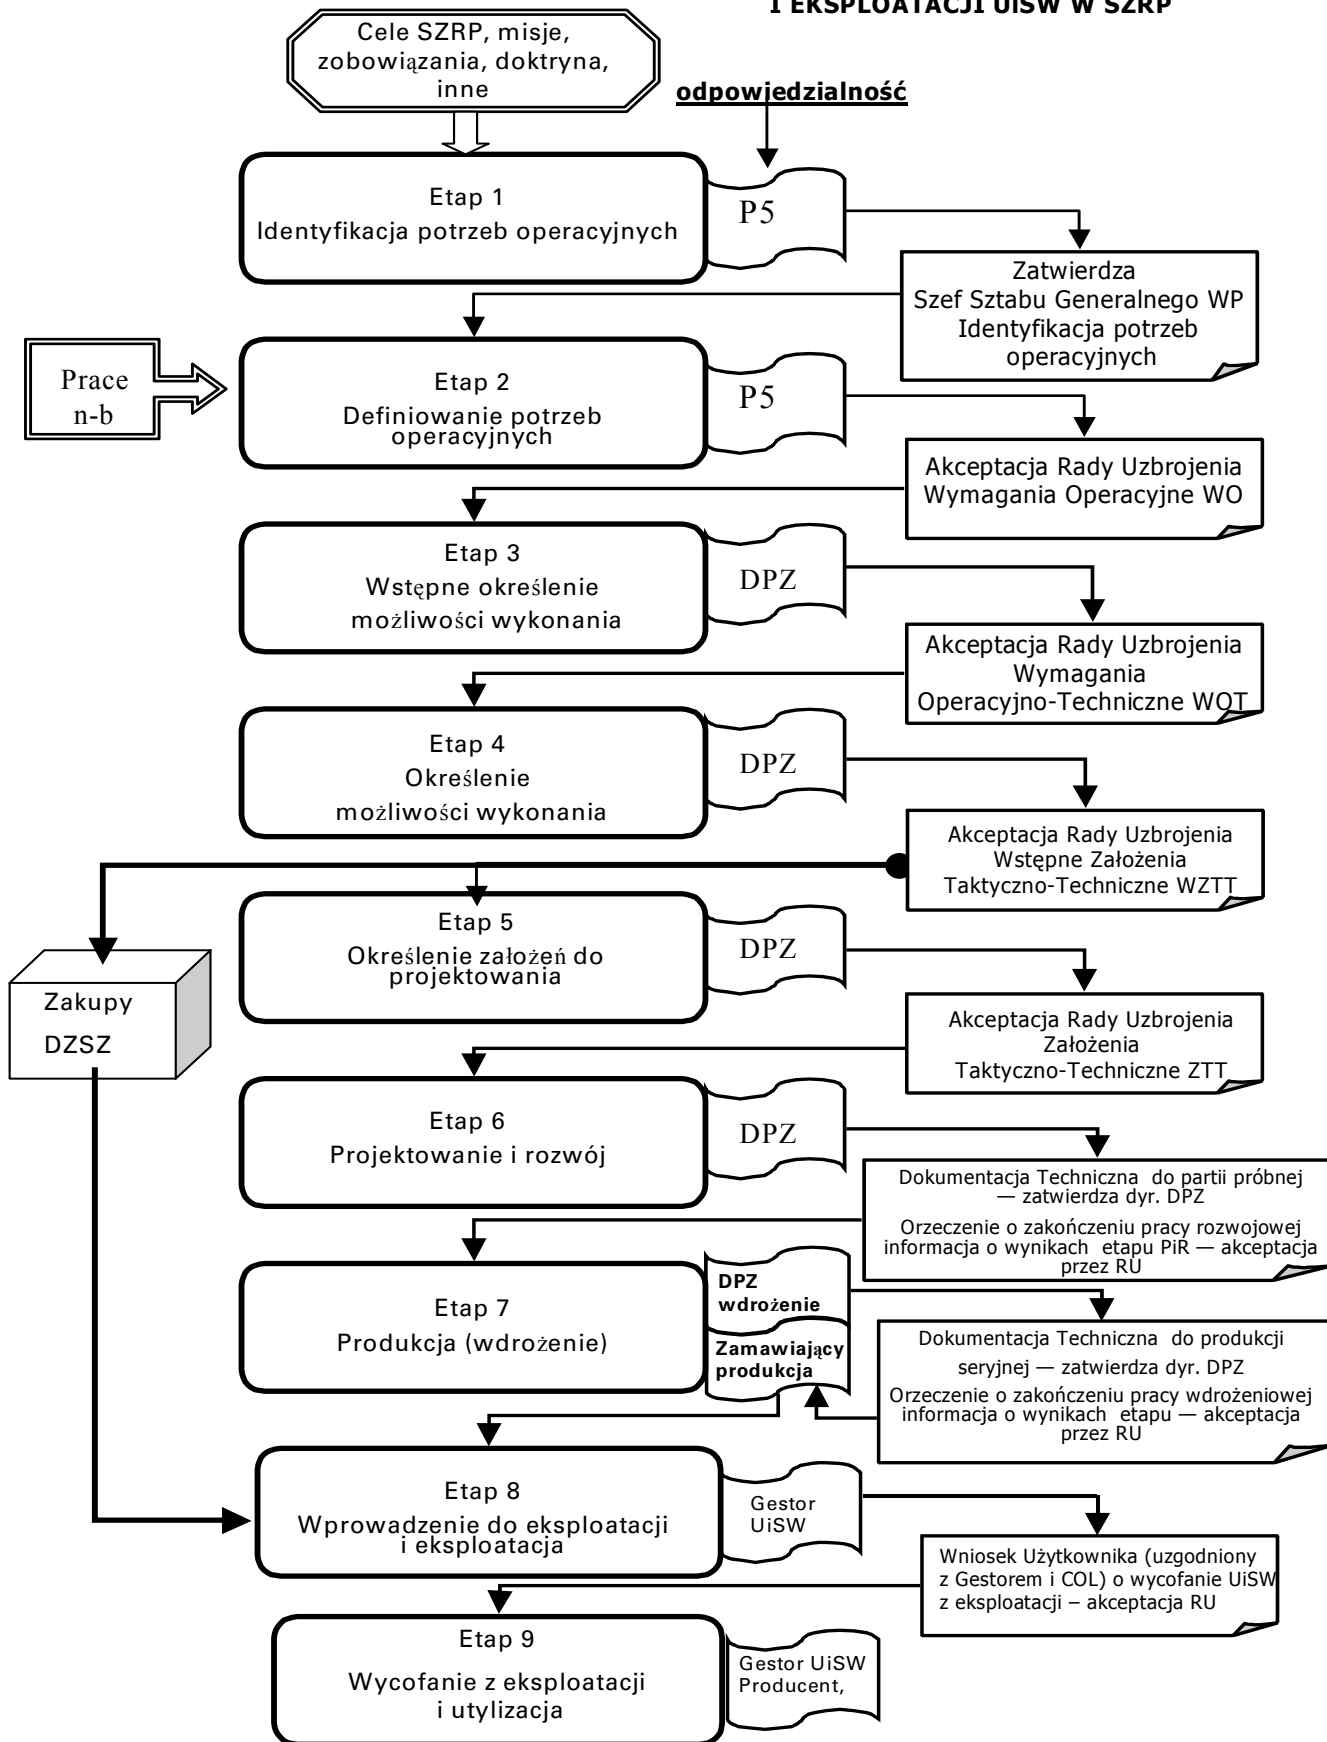 I EKSPLOATACJI UiSW W SZRP
Cele SZRP, misje,
zobowiązania, doktryna,
inne
odpowiedzialność
Etap 1
Identyfikacja potrzeb operacyjnych
P5
Zatwierdza
Szef Sztabu Generalnego WP
Identyfikacja potrzeb
operacyjnych
Prace
n-b
Etap 2
Definiowanie potrzeb
operacyjnych
P5
Akceptacja Rady Uzbrojenia
Wymagania Operacyjne WO
Etap 3
Wstępne określenie
możliwości wykonania
DPZ
Akceptacja Rady Uzbrojenia
Wymagania
Operacyjno-Techniczne WOT
Etap 4
Określenie
możliwości wykonania
DPZ
Akceptacja Rady Uzbrojenia
Wstępne Założenia
Taktyczno-Techniczne WZTT
Etap 5
Określenie założeń do
projektowania
DPZ
Zakupy
DZSZ
Akceptacja Rady Uzbrojenia
Założenia
Taktyczno-Techniczne ZTT
Etap 6
Projektowanie i rozwój
DPZ
Dokumentacja Techniczna do partii próbnej
— zatwierdza dyr. DPZ
Orzeczenie o zakończeniu pracy rozwojowej
informacja o wynikach etapu PiR — akceptacja
przez RU
Etap 7
Produkcja (wdrożenie)
DPZ
wdrożenie
Zamawiający
produkcja
Dokumentacja Techniczna do produkcji
seryjnej — zatwierdza dyr. DPZ
Orzeczenie o zakończeniu pracy wdrożeniowej
informacja o wynikach etapu — akceptacja
przez RU
Etap 8
Wprowadzenie do eksploatacji
i eksploatacja
Gestor
UiSW
Wniosek Użytkownika (uzgodniony
z Gestorem i COL) o wycofanie UiSW
z eksploatacji – akceptacja RU
Etap 9
Wycofanie z eksploatacji
i utylizacja
Gestor UiSW
Producent,